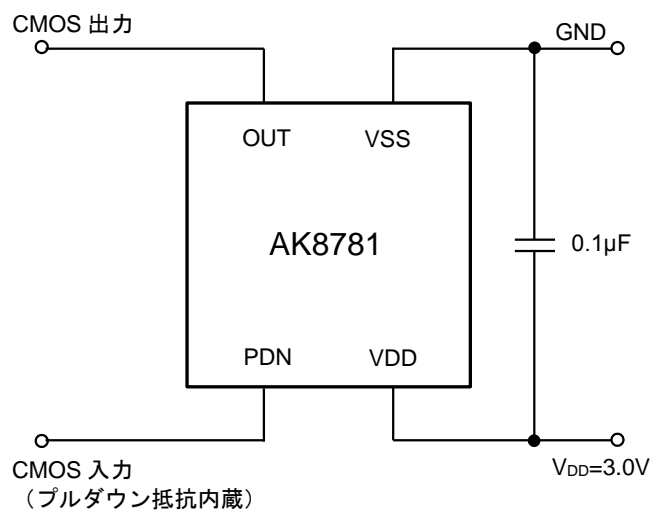 CMOS 出力
GND
OUT
VSS
AK8781
0.1µF
PDN
VDD
CMOS 入力
（プルダウン抵抗内蔵）
VDD=3.0V